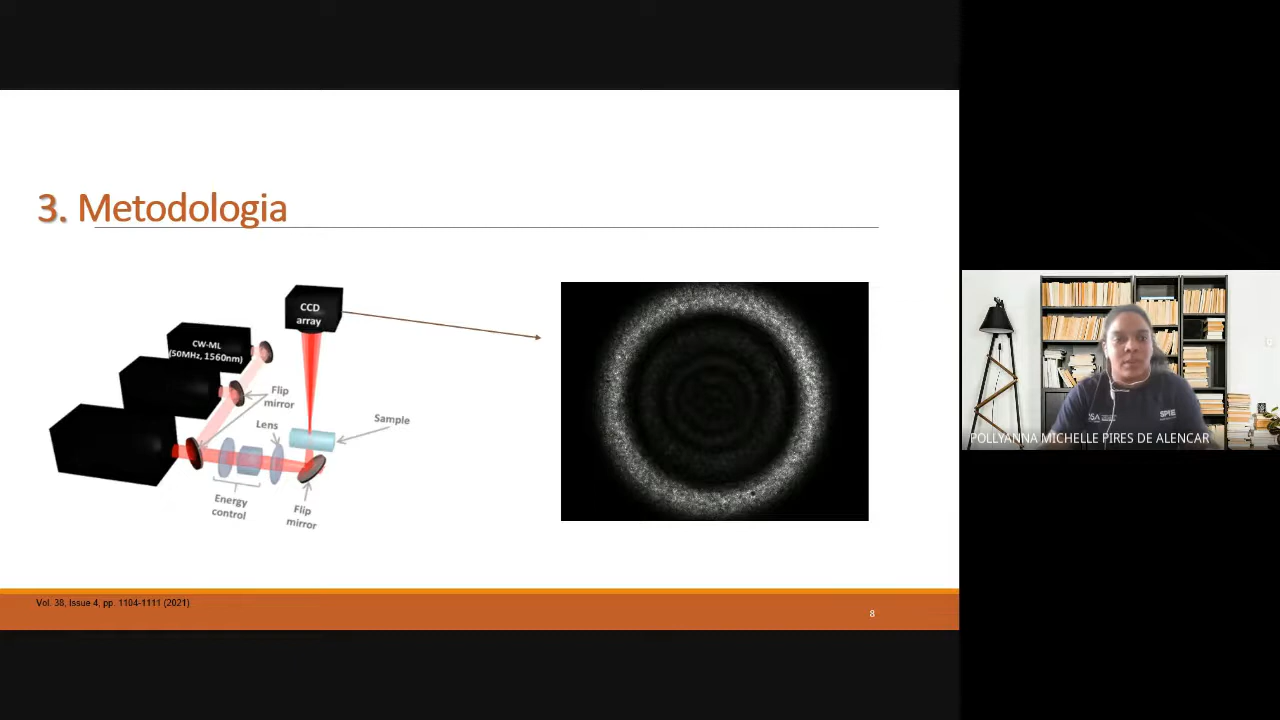 3. Metodologia
CCD
array
CW-ML
(50MHz, 1560nm)
Flip
mirror
Lens
Sample
Energy
control
Flip
mirror
Vol. 38, Issue 4, pp. 1104-1111 (2021)
8
SPIE
POLLYANNA MICHELLE PIRES DE ALENCAR